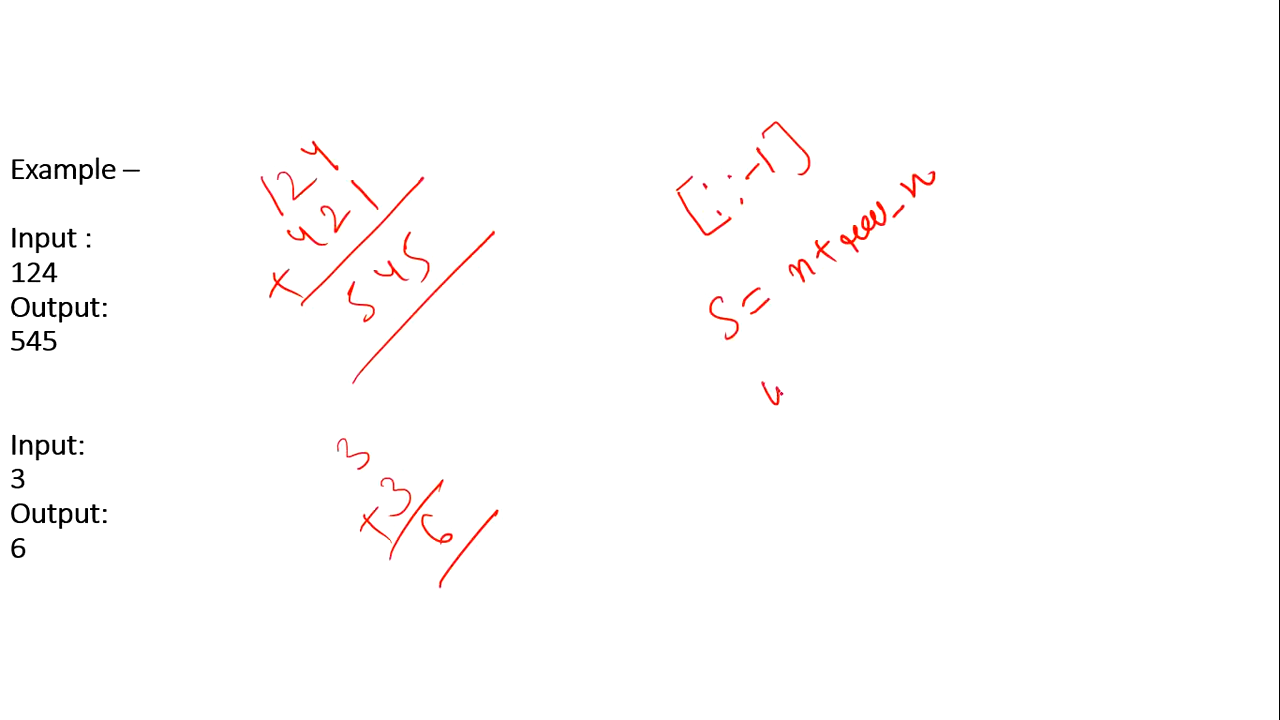 Example –
Input :
124
Output:
545
Input:
3
Output:
6
124
421
+
545
3
+3
6
[::-1]
S = n + rev_n